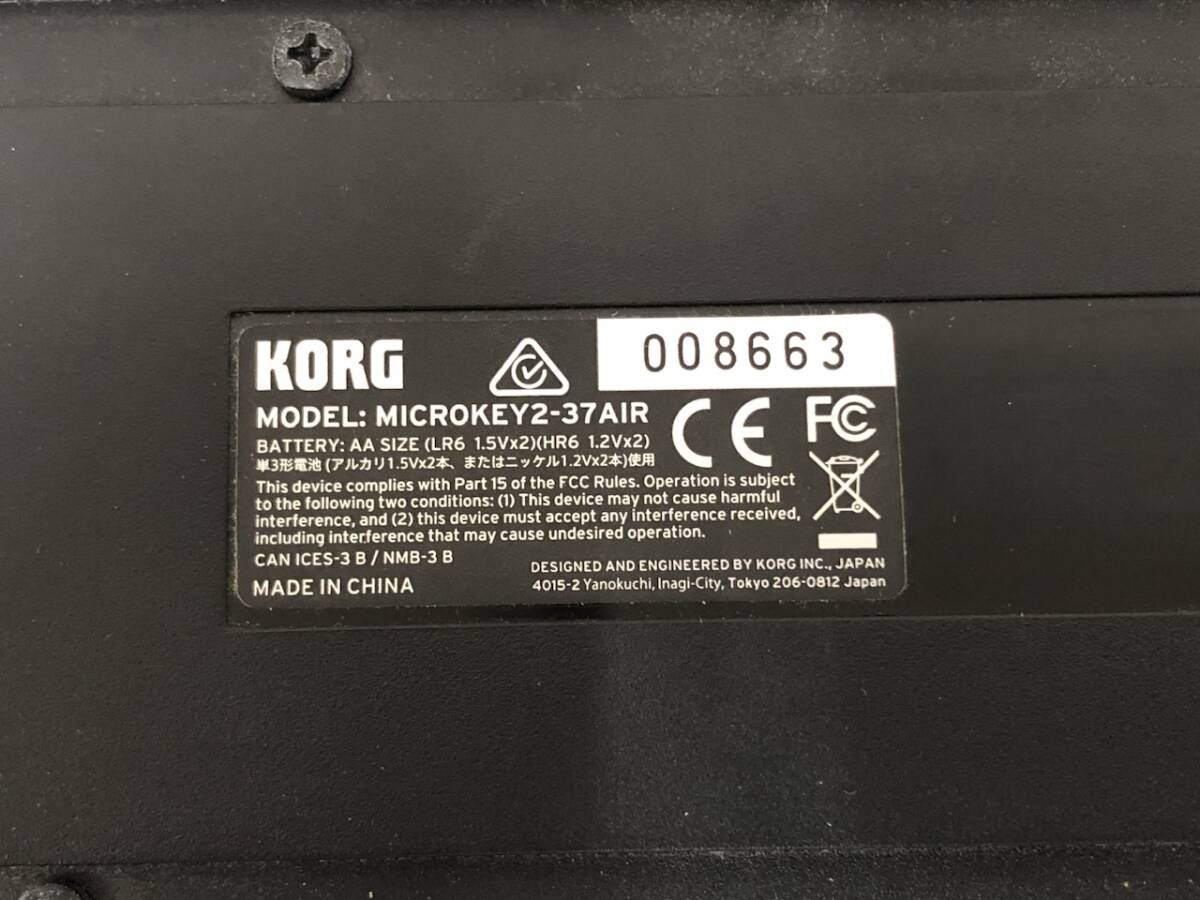 KORG
008663
MODEL: MICROKEY2-37AIR
BATTERY: AA SIZE (LR6 1.5Vx2)(HR6 1.2Vx2)
単3形電池 (アルカリ1.5Vx2本、またはニッケル1.2Vx2本)使用
CE
FC
This device complies with Part 15 of the FCC Rules. Operation is subject
to the following two conditions: (1) This device may not cause harmful
interference, and (2) this device must accept any interference received,
including interference that may cause undesired operation.
CAN ICES-3 B / NMB-3 B
MADE IN CHINA
DESIGNED AND ENGINEERED BY KORG INC., JAPAN
4015-2 Yanokuchi, Inagi-City, Tokyo 206-0812 Japan